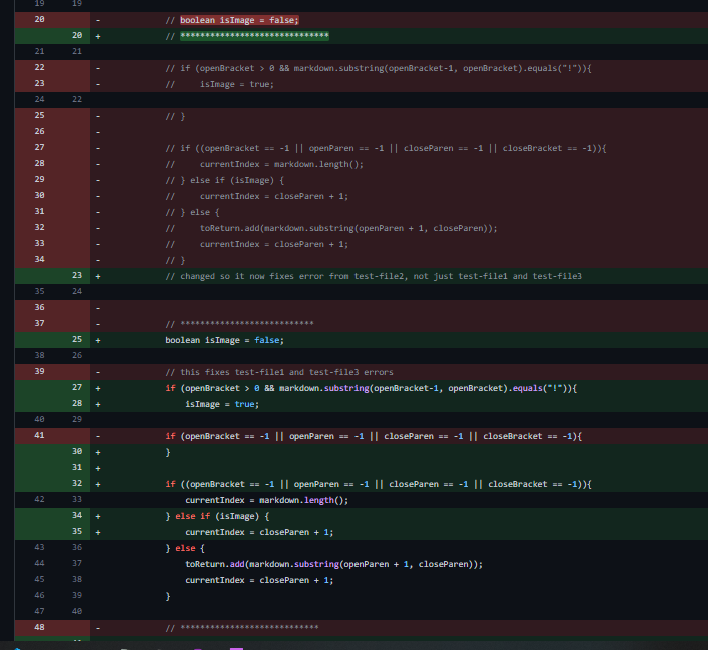 19 19
20 - // boolean isImage = false;
20 + // ******************************
21 21
22 - // if (openBracket > 0 && markdown.substring(openBracket-1, openBracket).equals("!")){
23 - //     isImage = true;
24 22
25 - // }
26 -
27 - // if ((openBracket == -1 || openParen == -1 || closeParen == -1 || closeBracket == -1)){
28 - //     currentIndex = markdown.length();
29 - // } else if (isImage) {
30 - //     currentIndex = closeParen + 1;
31 - // } else {
32 - //     toReturn.add(markdown.substring(openParen + 1, closeParen));
33 - //     currentIndex = closeParen + 1;
34 - // }
23 + // changed so it now fixes error from test-file2, not just test-file1 and test-file3
35 24
36 -
37 - // ***************************
25 + boolean isImage = false;
38 26
39 - // this fixes test-file1 and test-file3 errors
27 + if (openBracket > 0 && markdown.substring(openBracket-1, openBracket).equals("!")){
28 + isImage = true;
40 29
41 - if (openBracket == -1 || openParen == -1 || closeParen == -1 || closeBracket == -1){
30 + }
31 +
32 + if ((openBracket == -1 || openParen == -1 || closeParen == -1 || closeBracket == -1)){
42 33 currentIndex = markdown.length();
34 + } else if (isImage) {
35 + currentIndex = closeParen + 1;
43 36 } else {
44 37 toReturn.add(markdown.substring(openParen + 1, closeParen));
45 38 currentIndex = closeParen + 1;
46 39 }
47 40
48 - // ****************************